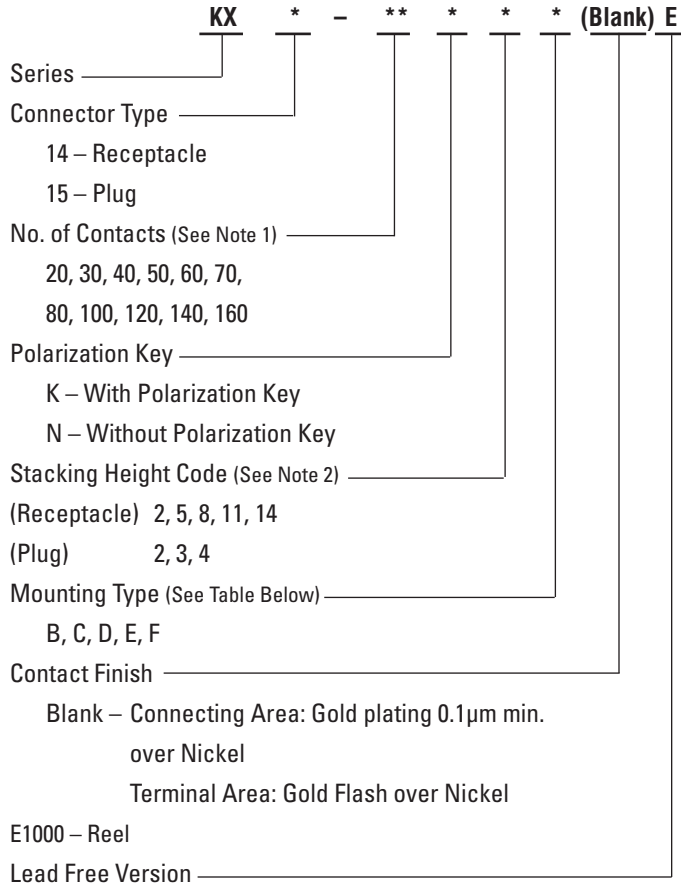 KX * – ** * * * (Blank) E
Series
Connector Type
14 – Receptacle
15 – Plug
No. of Contacts (See Note 1)
20, 30, 40, 50, 60, 70,
80, 100, 120, 140, 160
Polarization Key
K – With Polarization Key
N – Without Polarization Key
Stacking Height Code (See Note 2)
(Receptacle) 2, 5, 8, 11, 14
(Plug) 2, 3, 4
Mounting Type (See Table Below)
B, C, D, E, F
Contact Finish
Blank – Connecting Area: Gold plating 0.1µm min.
over Nickel
Terminal Area: Gold Flash over Nickel
E1000 – Reel
Lead Free Version